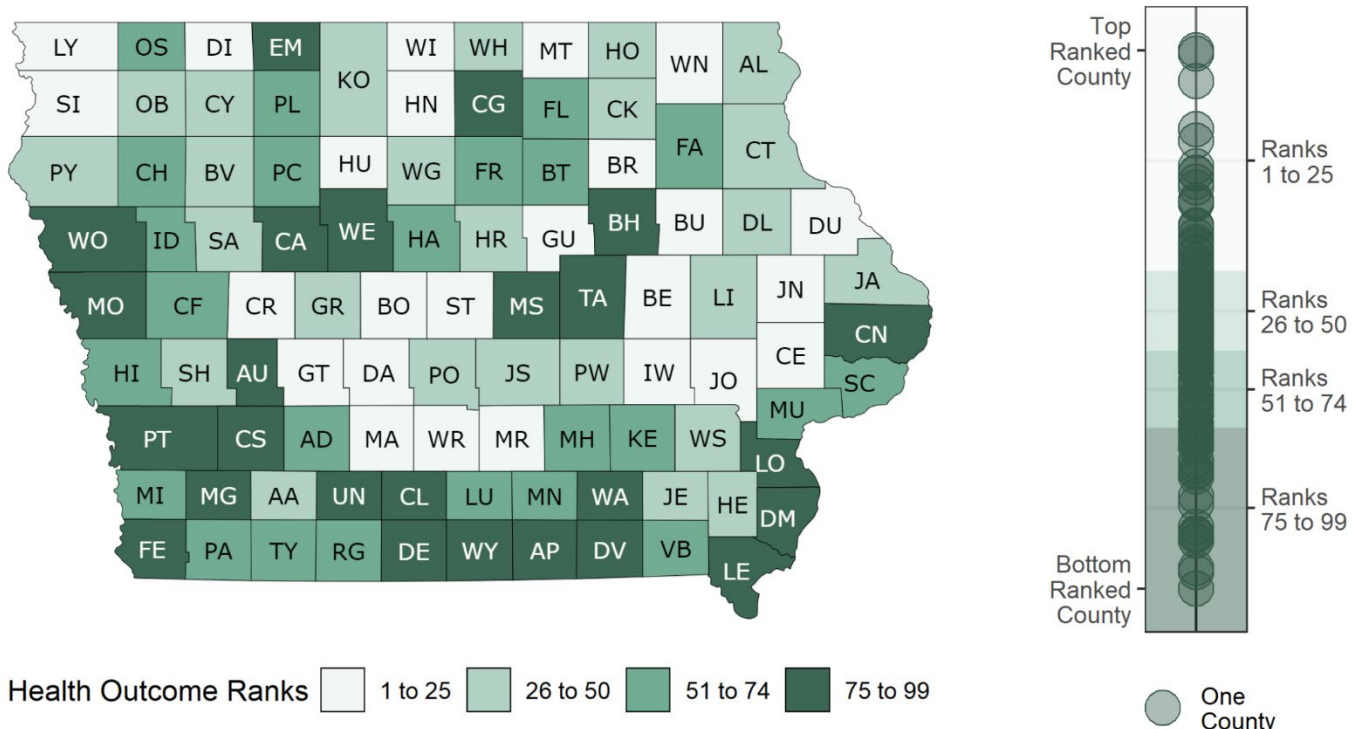 LY OS DI EM WI WH MT HO
KO WN AL
SI OB CY PL HN CG FL CK
FA CT
PY CH BV PC HU WG FR BT BR
WO ID SA CA WE HA HR GU BH BU DL DU
MO CF CR GR BO ST MS TA BE LI JN JA
CN
HI SH AU GT DA PO JS PW IW JO CE SC
MU
PT CS AD MA WR MR MH KE WS LO
MI MG AA UN CL LU MN WA JE HE DM
FE PA TY RG DE WY AP DV VB LE
Health Outcome Ranks 1 to 25 26 to 50 51 to 74 75 to 99
Top
Ranked
County
Ranks
1 to 25
Ranks
26 to 50
Ranks
51 to 74
Ranks
75 to 99
Bottom
Ranked
County
One
County